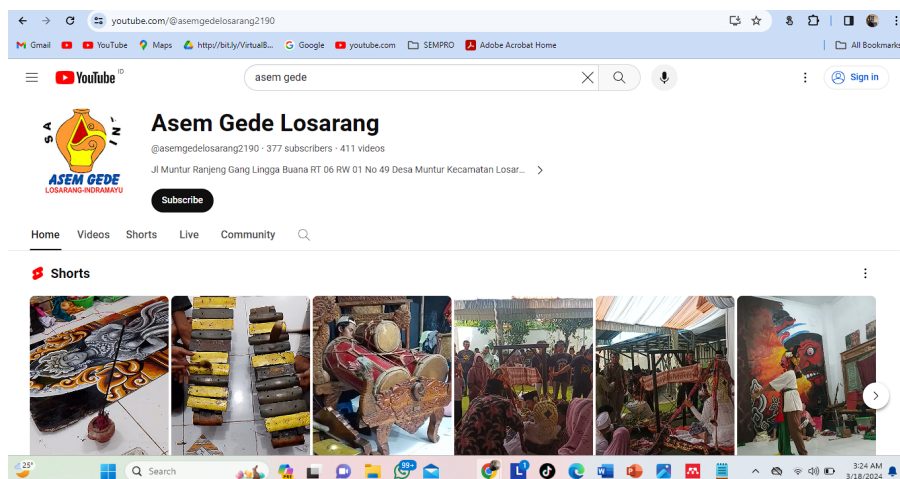 youtube.com/@asemgedelosarang2190
Gmail YouTube Maps http://bit.ly/VirtualB... Google youtube.com SEMPRO Adobe Acrobat Home All Bookmarks
YouTube ID asem gede Sign in
SA IN-
ASEM GEDE
LOSARANG-INDRAMAYU
Asem Gede Losarang
@asemgedelosarang2190 · 377 subscribers · 411 videos
Jl Muntur Ranjeng Gang Lingga Buana RT 06 RW 01 No 49 Desa Muntur Kecamatan Losar...
Subscribe
Home Videos Shorts Live Community
Shorts
25° Search 99+ 3:24 AM
3/18/2024